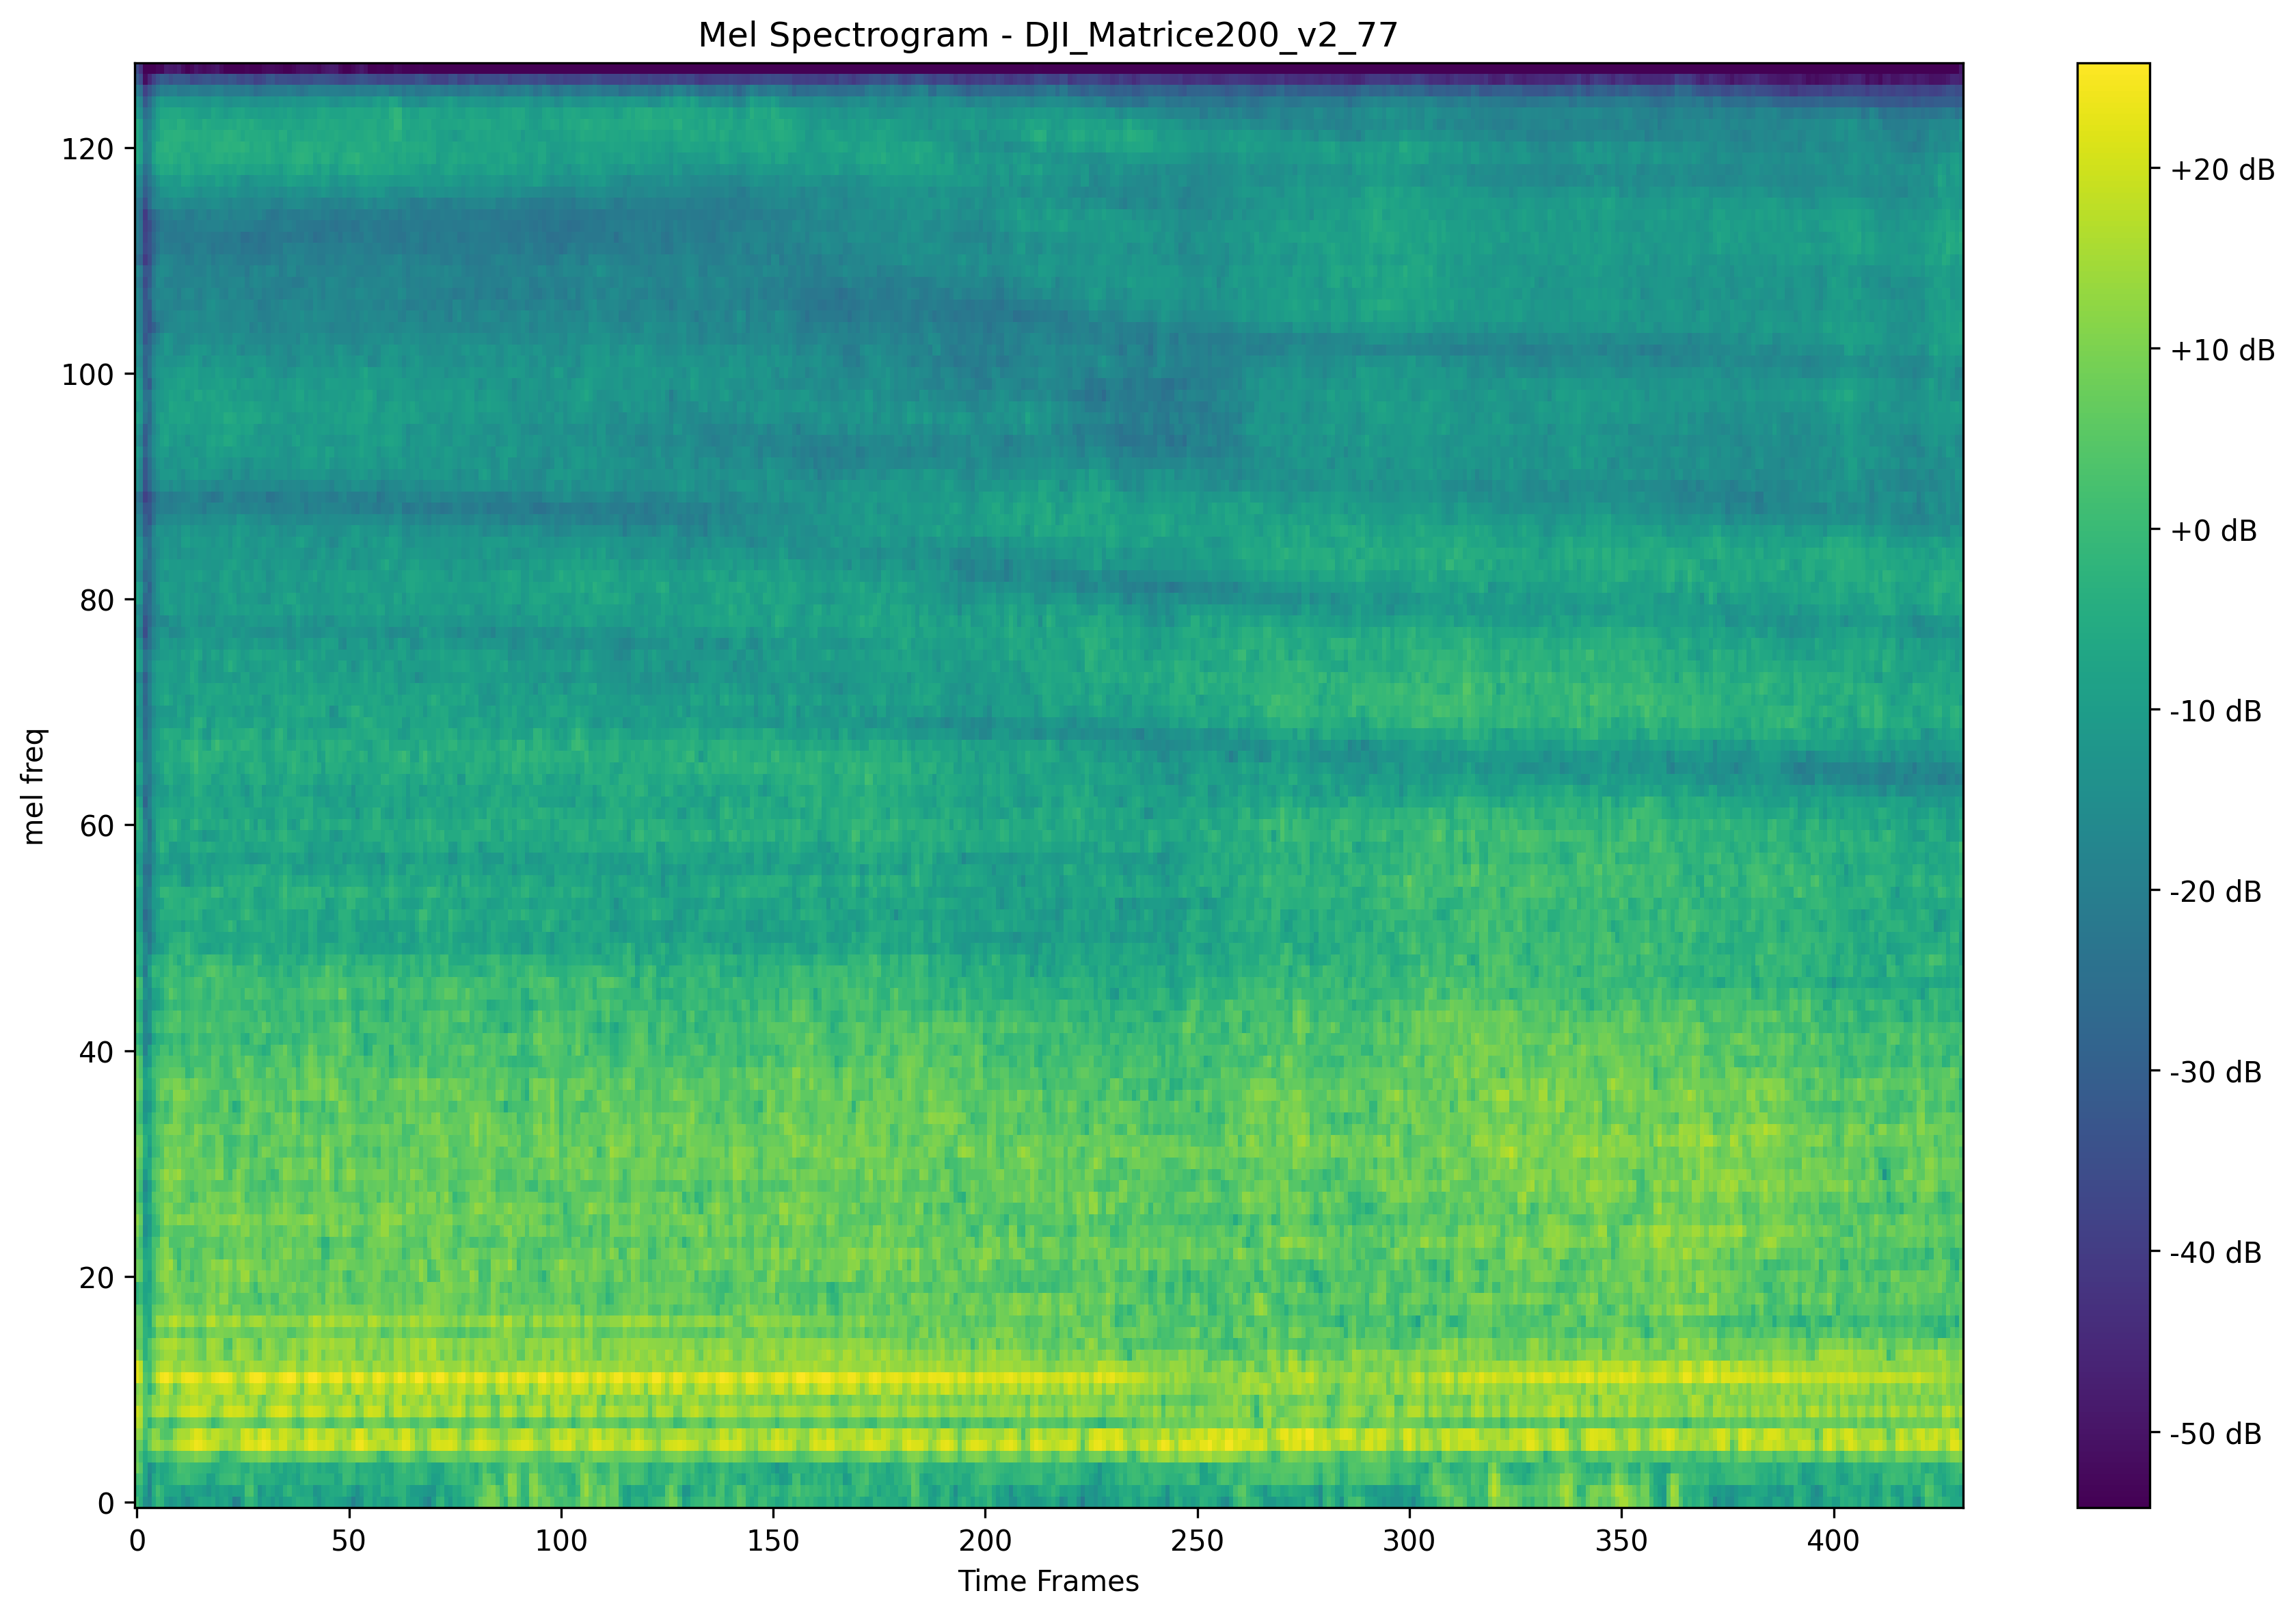 Mel Spectrogram - DJI_Matrice200_v2_77
mel freq
120
100
80
60
40
20
0
0 50 100 150 200 250 300 350 400
Time Frames
+20 dB
+10 dB
+0 dB
-10 dB
-20 dB
-30 dB
-40 dB
-50 dB